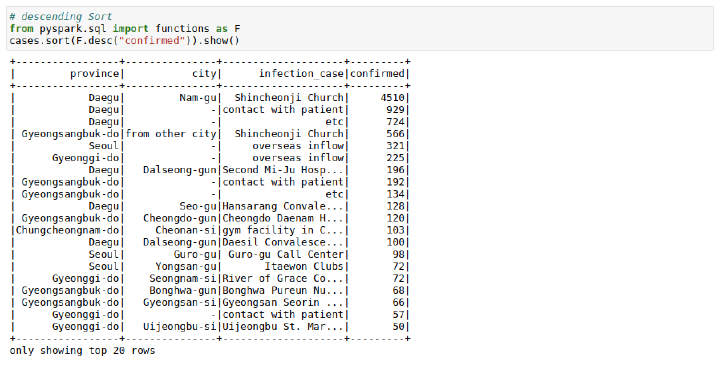 # descending Sort
from pyspark.sql import functions as F
cases.sort(F.desc("confirmed")).show()
+-----------------+---------------+--------------------+---------+
|         province|           city|      infection_case|confirmed|
+-----------------+---------------+--------------------+---------+
|            Daegu|         Nam-gu|  Shincheonji Church|     4510|
|            Daegu|              -|contact with patient|      929|
|            Daegu|              -|                 etc|      724|
| Gyeongsangbuk-do|from other city|  Shincheonji Church|      566|
|            Seoul|              -|     overseas inflow|      321|
|      Gyeonggi-do|              -|     overseas inflow|      225|
|            Daegu|   Dalseong-gun|Second Mi-Ju Hosp...|      196|
| Gyeongsangbuk-do|              -|contact with patient|      192|
| Gyeongsangbuk-do|              -|                 etc|      134|
|            Daegu|         Seo-gu|Hansarang Convale...|      128|
| Gyeongsangbuk-do|   Cheongdo-gun|Cheongdo Daenam H...|      120|
|Chungcheongnam-do|     Cheonan-si|gym facility in C...|      103|
|            Daegu|   Dalseong-gun|Daesil Convalesce...|      100|
|            Seoul|        Guro-gu| Guro-gu Call Center|       98|
|            Seoul|     Yongsan-gu|       Itaewon Clubs|       72|
|      Gyeonggi-do|    Seongnam-si|River of Grace Co...|       72|
| Gyeongsangbuk-do|    Bonghwa-gun|Bonghwa Pureun Nu...|       68|
| Gyeongsangbuk-do|   Gyeongsan-si|Gyeongsan Seorin ...|       66|
|      Gyeonggi-do|              -|contact with patient|       57|
|      Gyeonggi-do|   Uijeongbu-si|Uijeongbu St. Mar...|       50|
+-----------------+---------------+--------------------+---------+
only showing top 20 rows